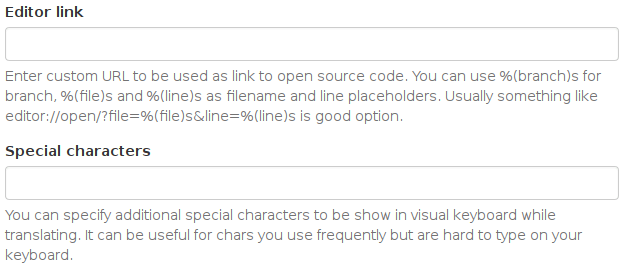 Editor link
Enter custom URL to be used as link to open source code. You can use %(branch)s for
branch, %(file)s and %(line)s as filename and line placeholders. Usually something like
editor://open/?file=%(file)s&line=%(line)s is good option.
Special characters
You can specify additional special characters to be show in visual keyboard while
translating. It can be useful for chars you use frequently but are hard to type on your
keyboard.